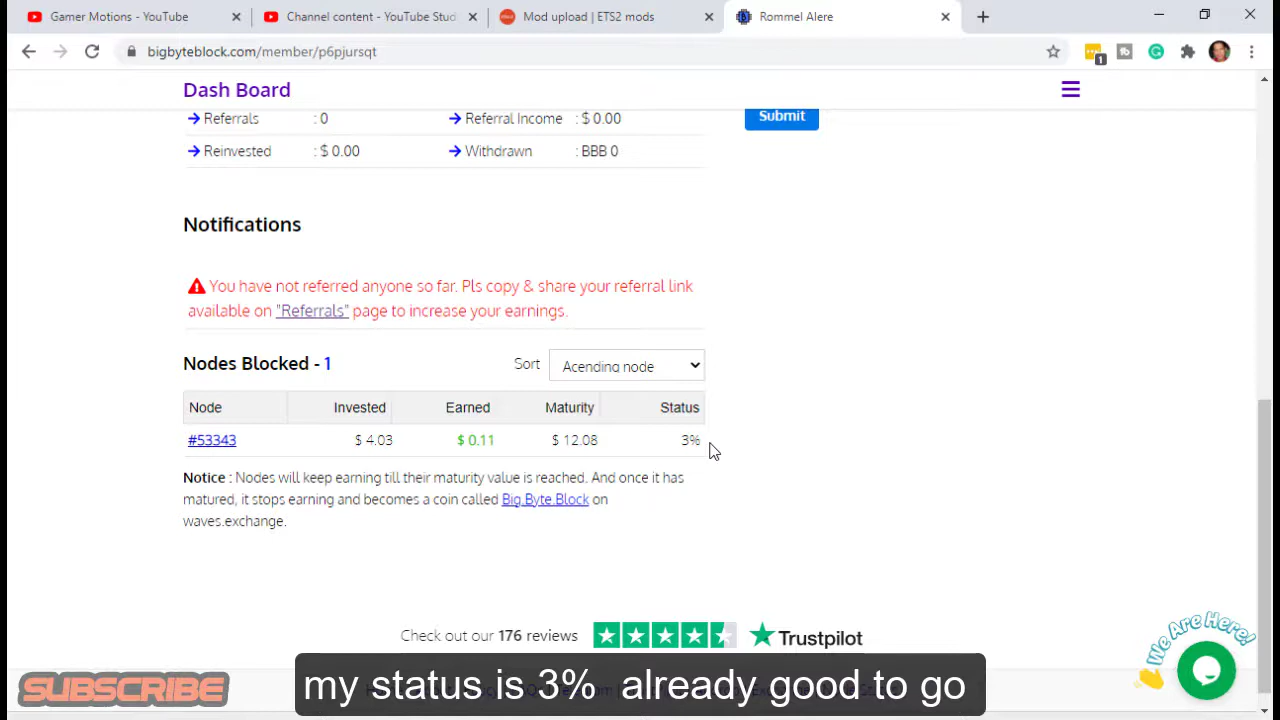 Gamer Motions - YouTube
Channel content - YouTube Stud
Mod upload | ETS2 mods
Rommel Alere
bigbyteblock.com/member/p6pjursqt
1
Dash Board
Referrals : 0 Referral Income : $ 0.00
Submit
Reinvested : $ 0.00 Withdrawn : BBB 0
Notifications
You have not referred anyone so far. Pls copy & share your referral link
available on "Referrals" page to increase your earnings.
Nodes Blocked - 1 Sort Acending node
Node Invested Earned Maturity Status
#53343 $ 4.03 $ 0.11 $ 12.08 3%
Notice : Nodes will keep earning till their maturity value is reached. And once it has
matured, it stops earning and becomes a coin called Big.Byte.Block on
waves.exchange.
We Are Here!
Check out our 176 reviews Trustpilot
SUBSCRIBE
my status is 3% already good to go